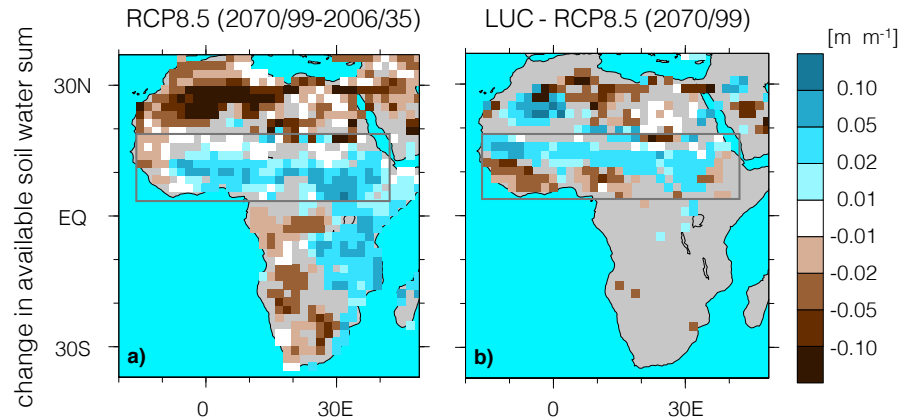 RCP8.5 (2070/99-2006/35)
LUC - RCP8.5 (2070/99)
change in available soil water sum
[m m⁻¹]
30N
EQ
30S
a)
b)
0
30E
0
30E
0.10
0.05
0.02
0.01
-0.01
-0.02
-0.05
-0.10